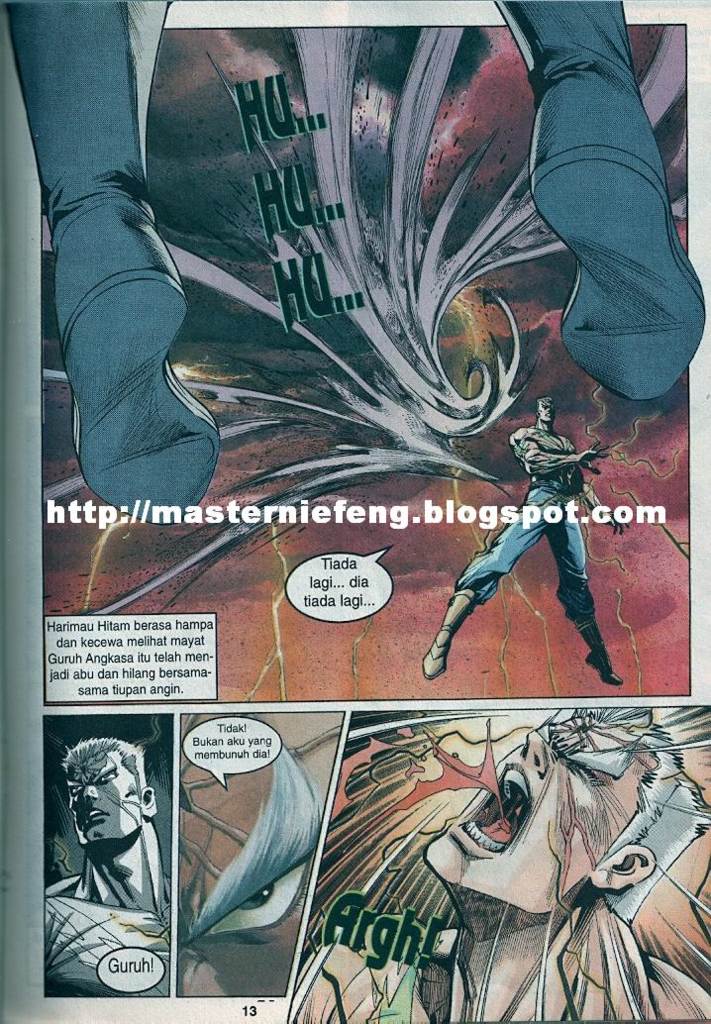 HU...
HU...
HU...
http://masterniefeng.blogspot.com
Tiada
lagi... dia
tiada lagi...
Harimau Hitam berasa hampa
dan kecewa melihat mayat
Guruh Angkasa itu telah men-
jadi abu dan hilang bersama-
sama tiupan angin.
Guruh!
Tidak!
Bukan aku yang
membunuh dia!
Argh!
13